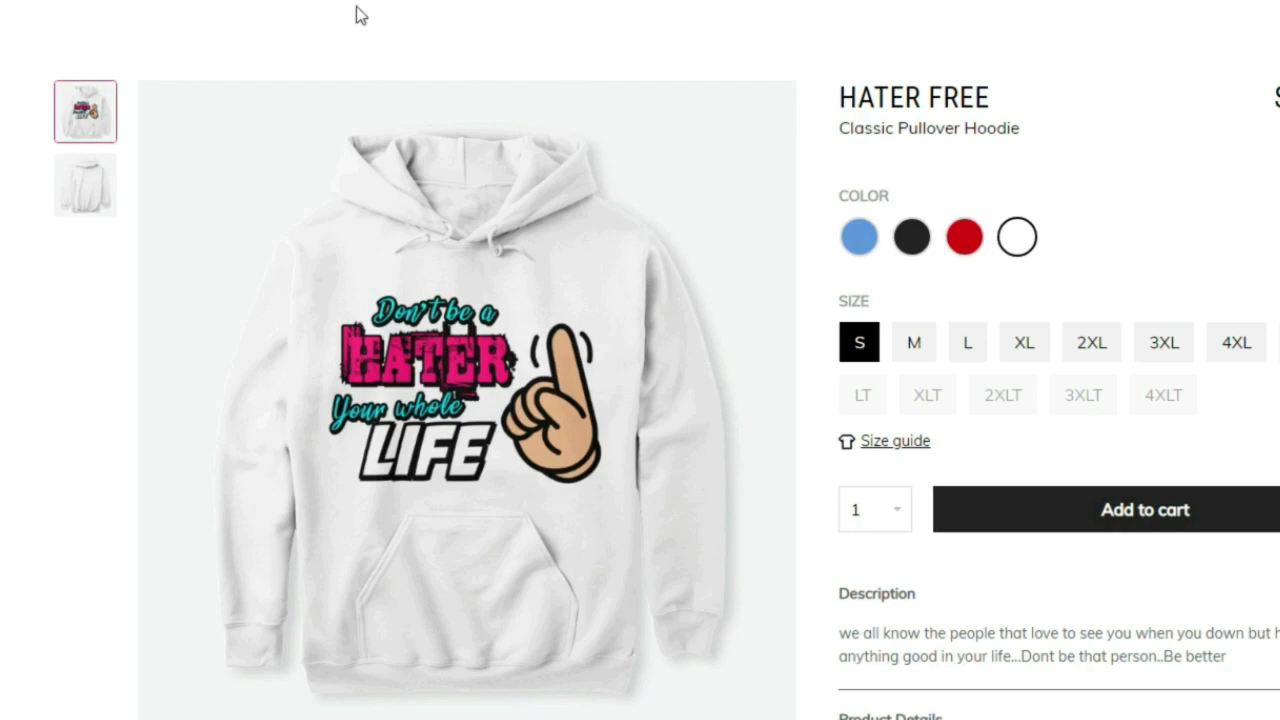 HATER FREE
Classic Pullover Hoodie
COLOR
SIZE
S M L XL 2XL 3XL 4XL
LT XLT 2XLT 3XLT 4XLT
Size guide
1 Add to cart
Description
we all know the people that love to see you when you down but
anything good in your life...Dont be that person..Be better
Product Details
Don't be a
HATER
Your whole
LIFE